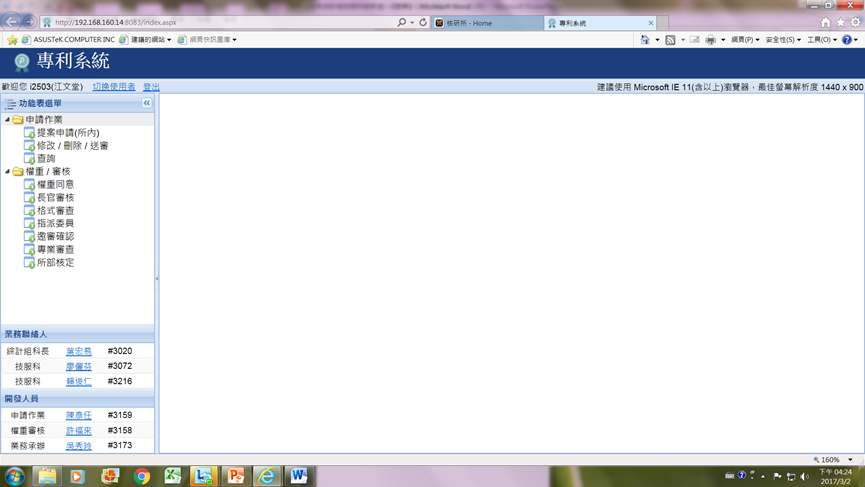 http://192.168.160.14:8083/index.aspx
核研所 - Home
專利系統
ASUSTeK COMPUTER INC
建議的網站
網頁快訊圖庫
網頁(P)
安全性(S)
工具(O)
專利系統
歡迎您 i2503(江文堂) 切換使用者 登出
建議使用 Microsoft IE 11(含以上)瀏覽器，最佳螢幕解析度 1440 x 900
功能表選單
申請作業
提案申請(所內)
修改 / 刪除 / 送審
查詢
權重 / 審核
權重同意
長官審核
格式審查
指派委員
邀審確認
專業審查
所部核定
業務聯絡人
綜計組科長 葉宏易 #3020
技服科 廖儷芬 #3072
技服科 賴俊仁 #3216
開發人員
申請作業 陳彥任 #3159
權重審核 許福來 #3158
業務承辦 吳秀玲 #3173
160%
下午 04:24
2017/3/2